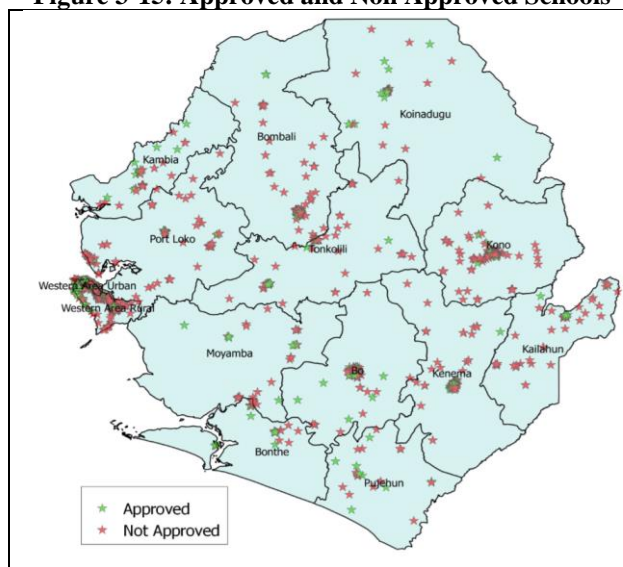 Figure 3-13: Approved and Non Approved Schools
Koinadugu
Bombali
Kambia
Port Loko
Tonkolili
Kono
Western Area Urban
Western Area Rural
Kailahun
Moyamba
Bo
Kenema
Bonthe
Pujehun
Approved
Not Approved